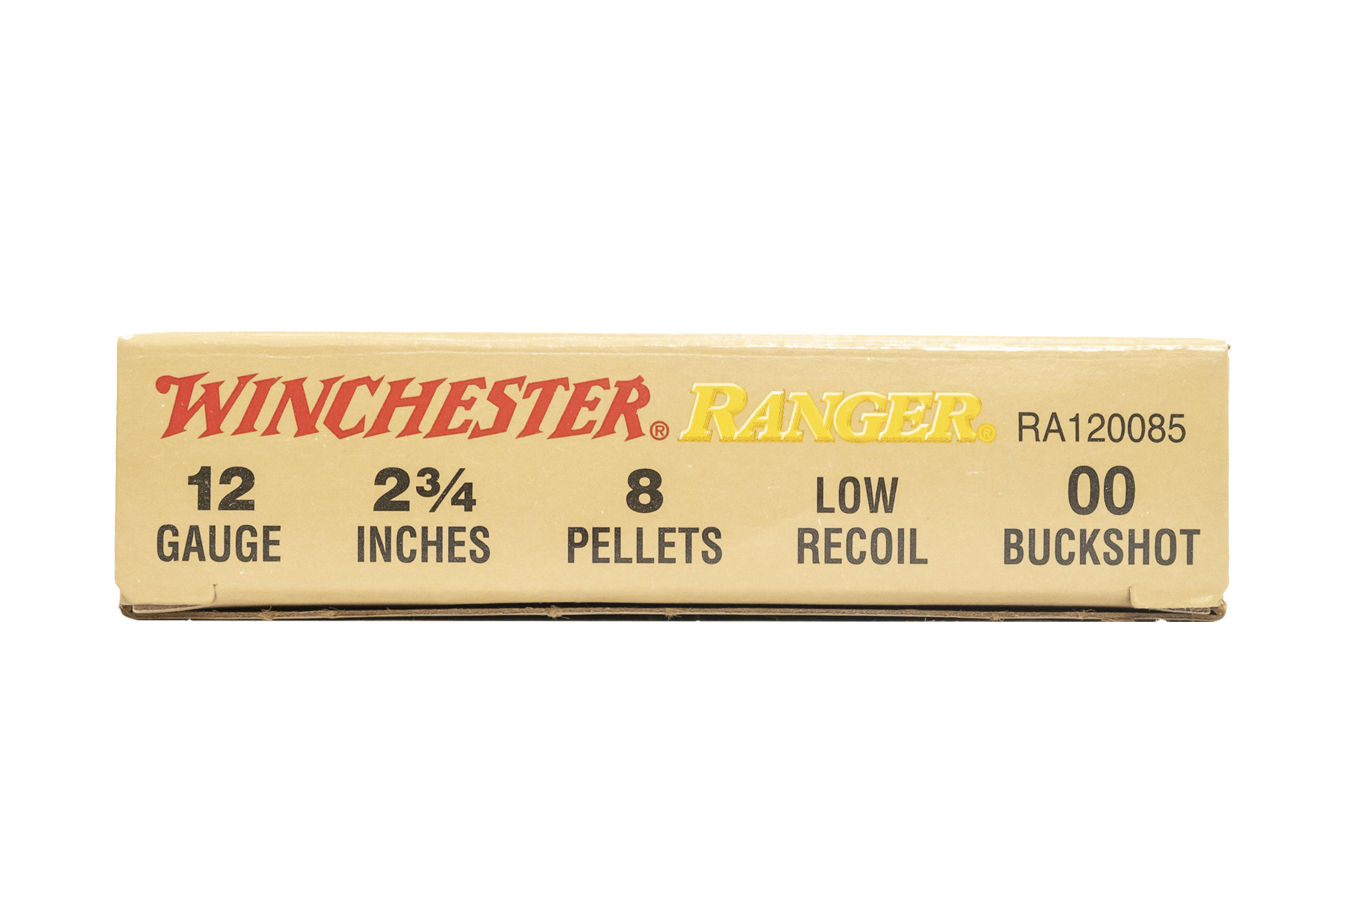 WINCHESTER® RANGER® RA120085
12 2¾ 8 LOW 00
GAUGE INCHES PELLETS RECOIL BUCKSHOT